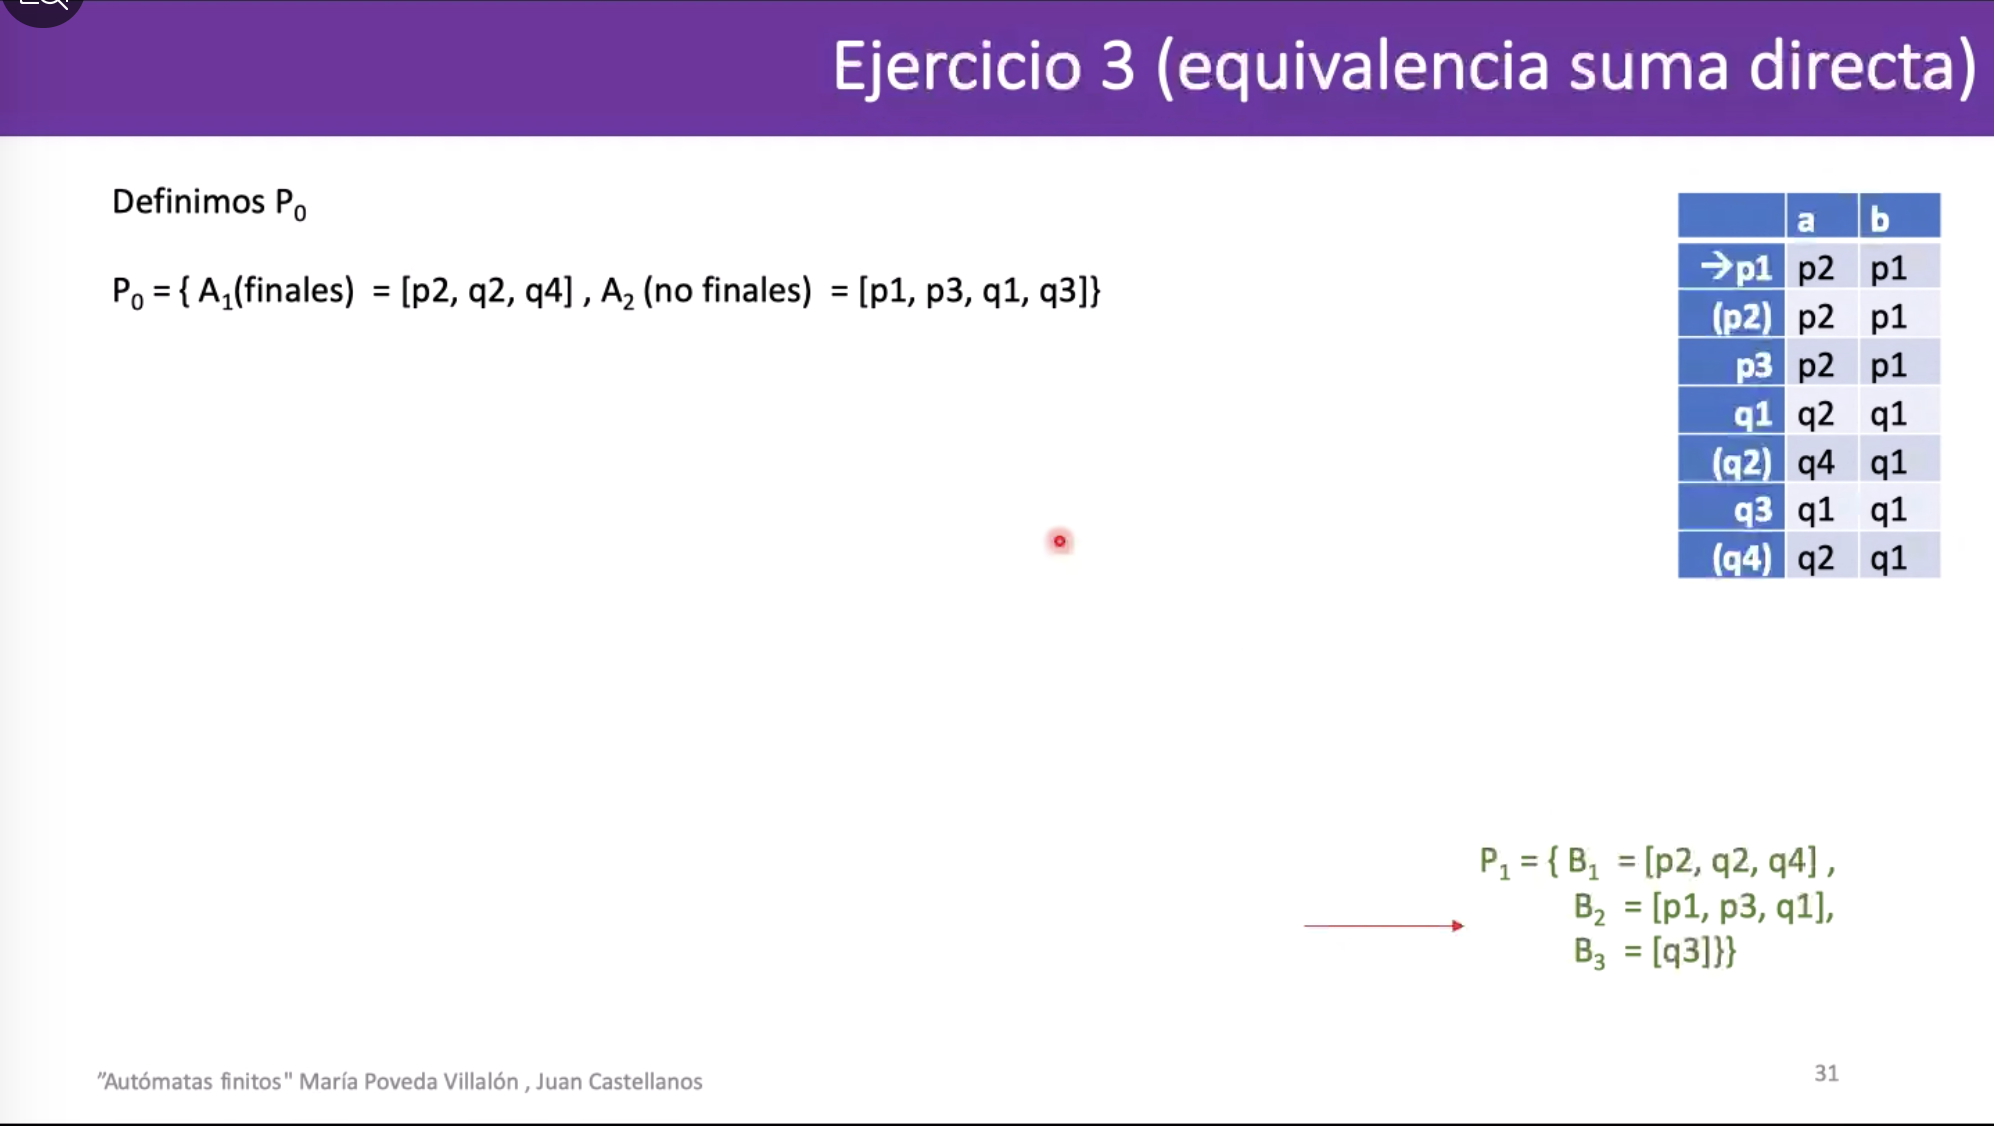 Ejercicio 3 (equivalencia suma directa)
Definimos P₀
P₀ = { A₁(finales) = [p2, q2, q4] , A₂ (no finales) = [p1, p3, q1, q3]}
a b
→p1 p2 p1
(p2) p2 p1
p3 p2 p1
q1 q2 q1
(q2) q4 q1
q3 q1 q1
(q4) q2 q1
P₁ = { B₁ = [p2, q2, q4] ,
B₂ = [p1, p3, q1],
B₃ = [q3]}}
"Autómatas finitos" María Poveda Villalón , Juan Castellanos
31